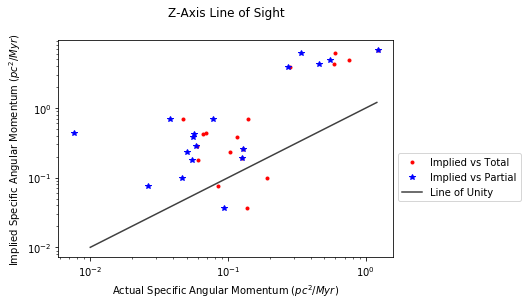 Z-Axis Line of Sight
Implied Specific Angular Momentum (pc²/Myr)
10⁰
10⁻¹
10⁻²
10⁻²
10⁻¹
10⁰
Actual Specific Angular Momentum (pc²/Myr)
Implied vs Total
Implied vs Partial
Line of Unity